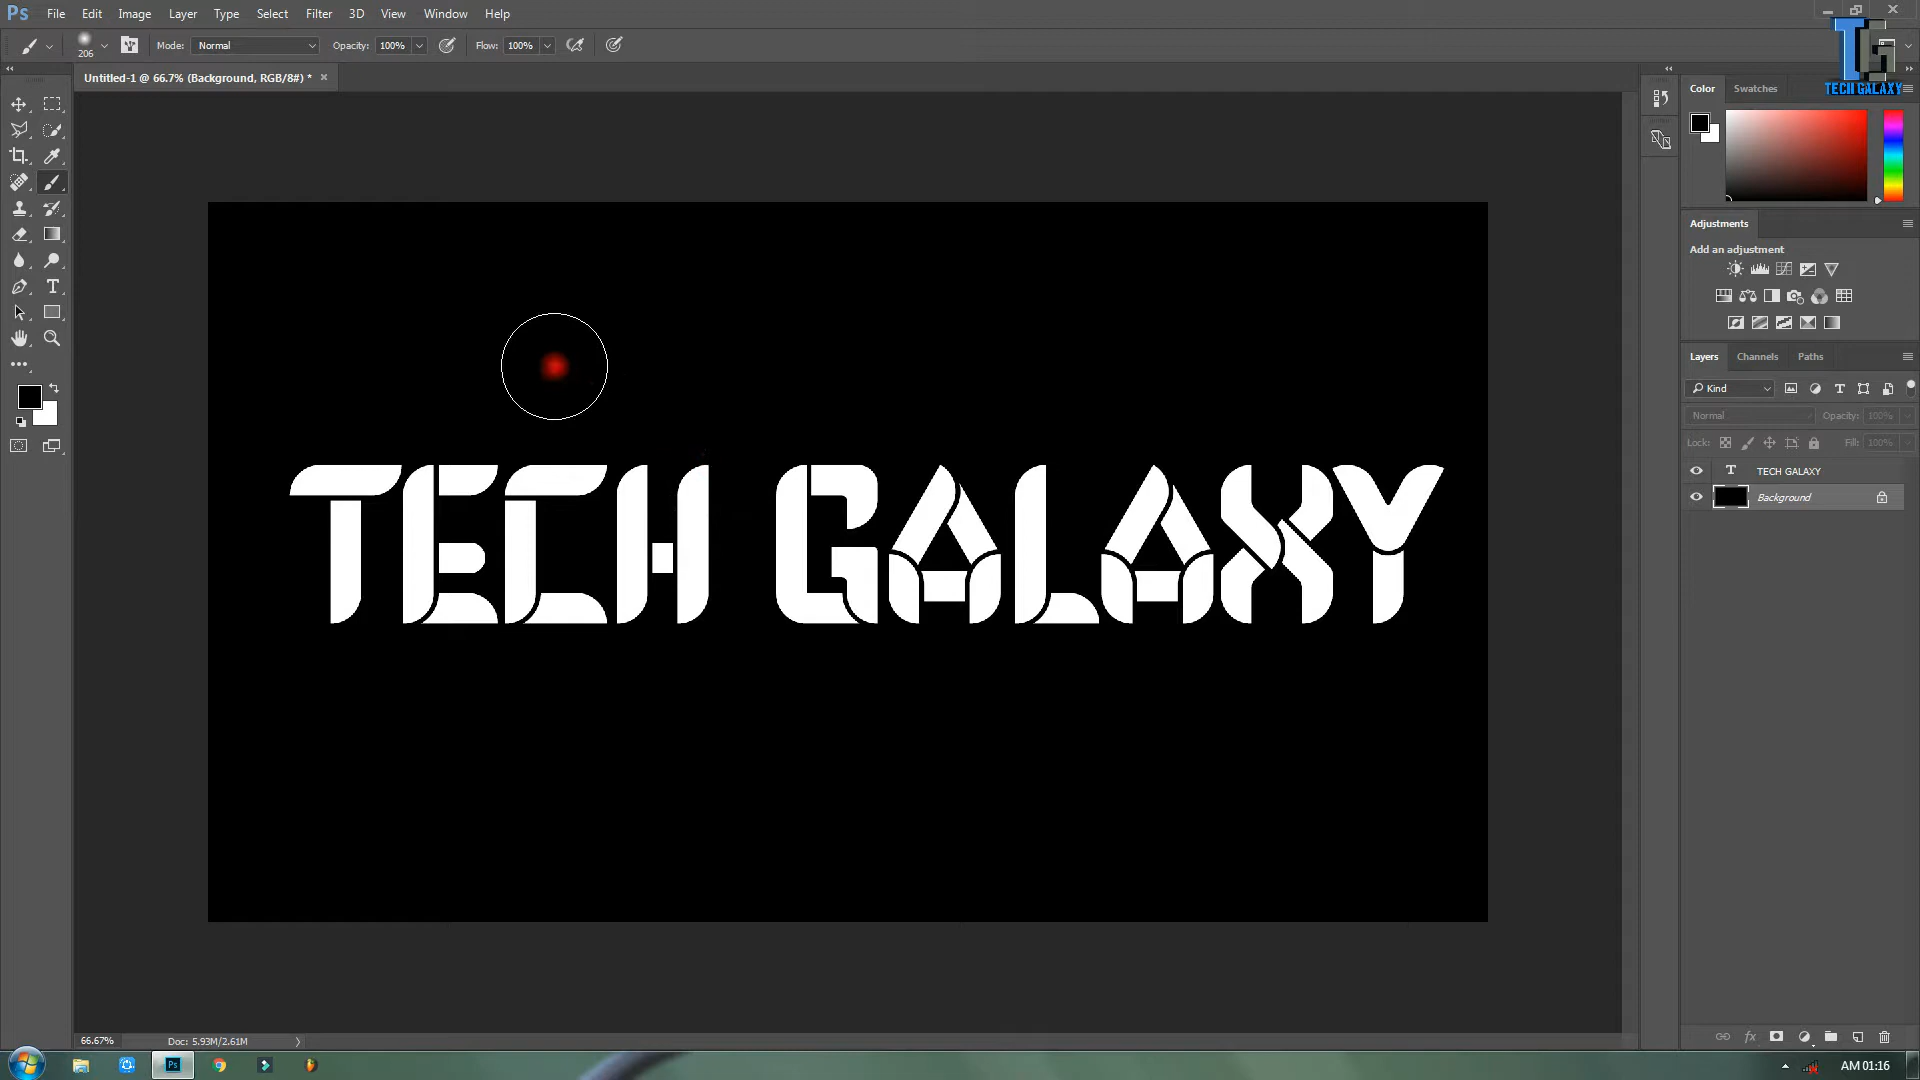 Ps File Edit Image Layer Type Select Filter 3D View Window Help
206 Mode: Normal Opacity: 100% Flow: 100%
TECH GALAXY
Untitled-1 @ 66.7% (Background, RGB/8#) * ×
Color Swatches
Adjustments
Add an adjustment
Layers Channels Paths
Kind
Normal Opacity: 100%
Lock: Fill: 100%
TECH GALAXY
Background
TECH GALAXY
66.67% Doc: 5.93M/2.61M
Ps AM 01:16